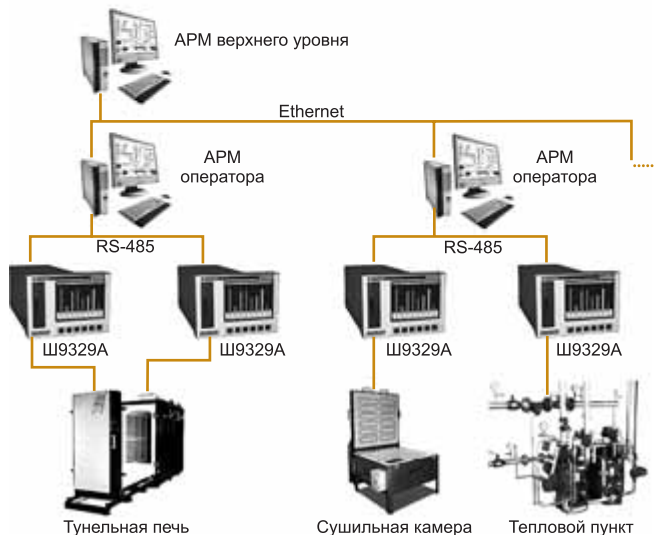 АРМ верхнего уровня
Ethernet
АРМ
оператора
АРМ
оператора
RS-485
RS-485
Ш9329А
Ш9329А
Ш9329А
Ш9329А
Тунельная печь
Сушильная камера
Тепловой пункт